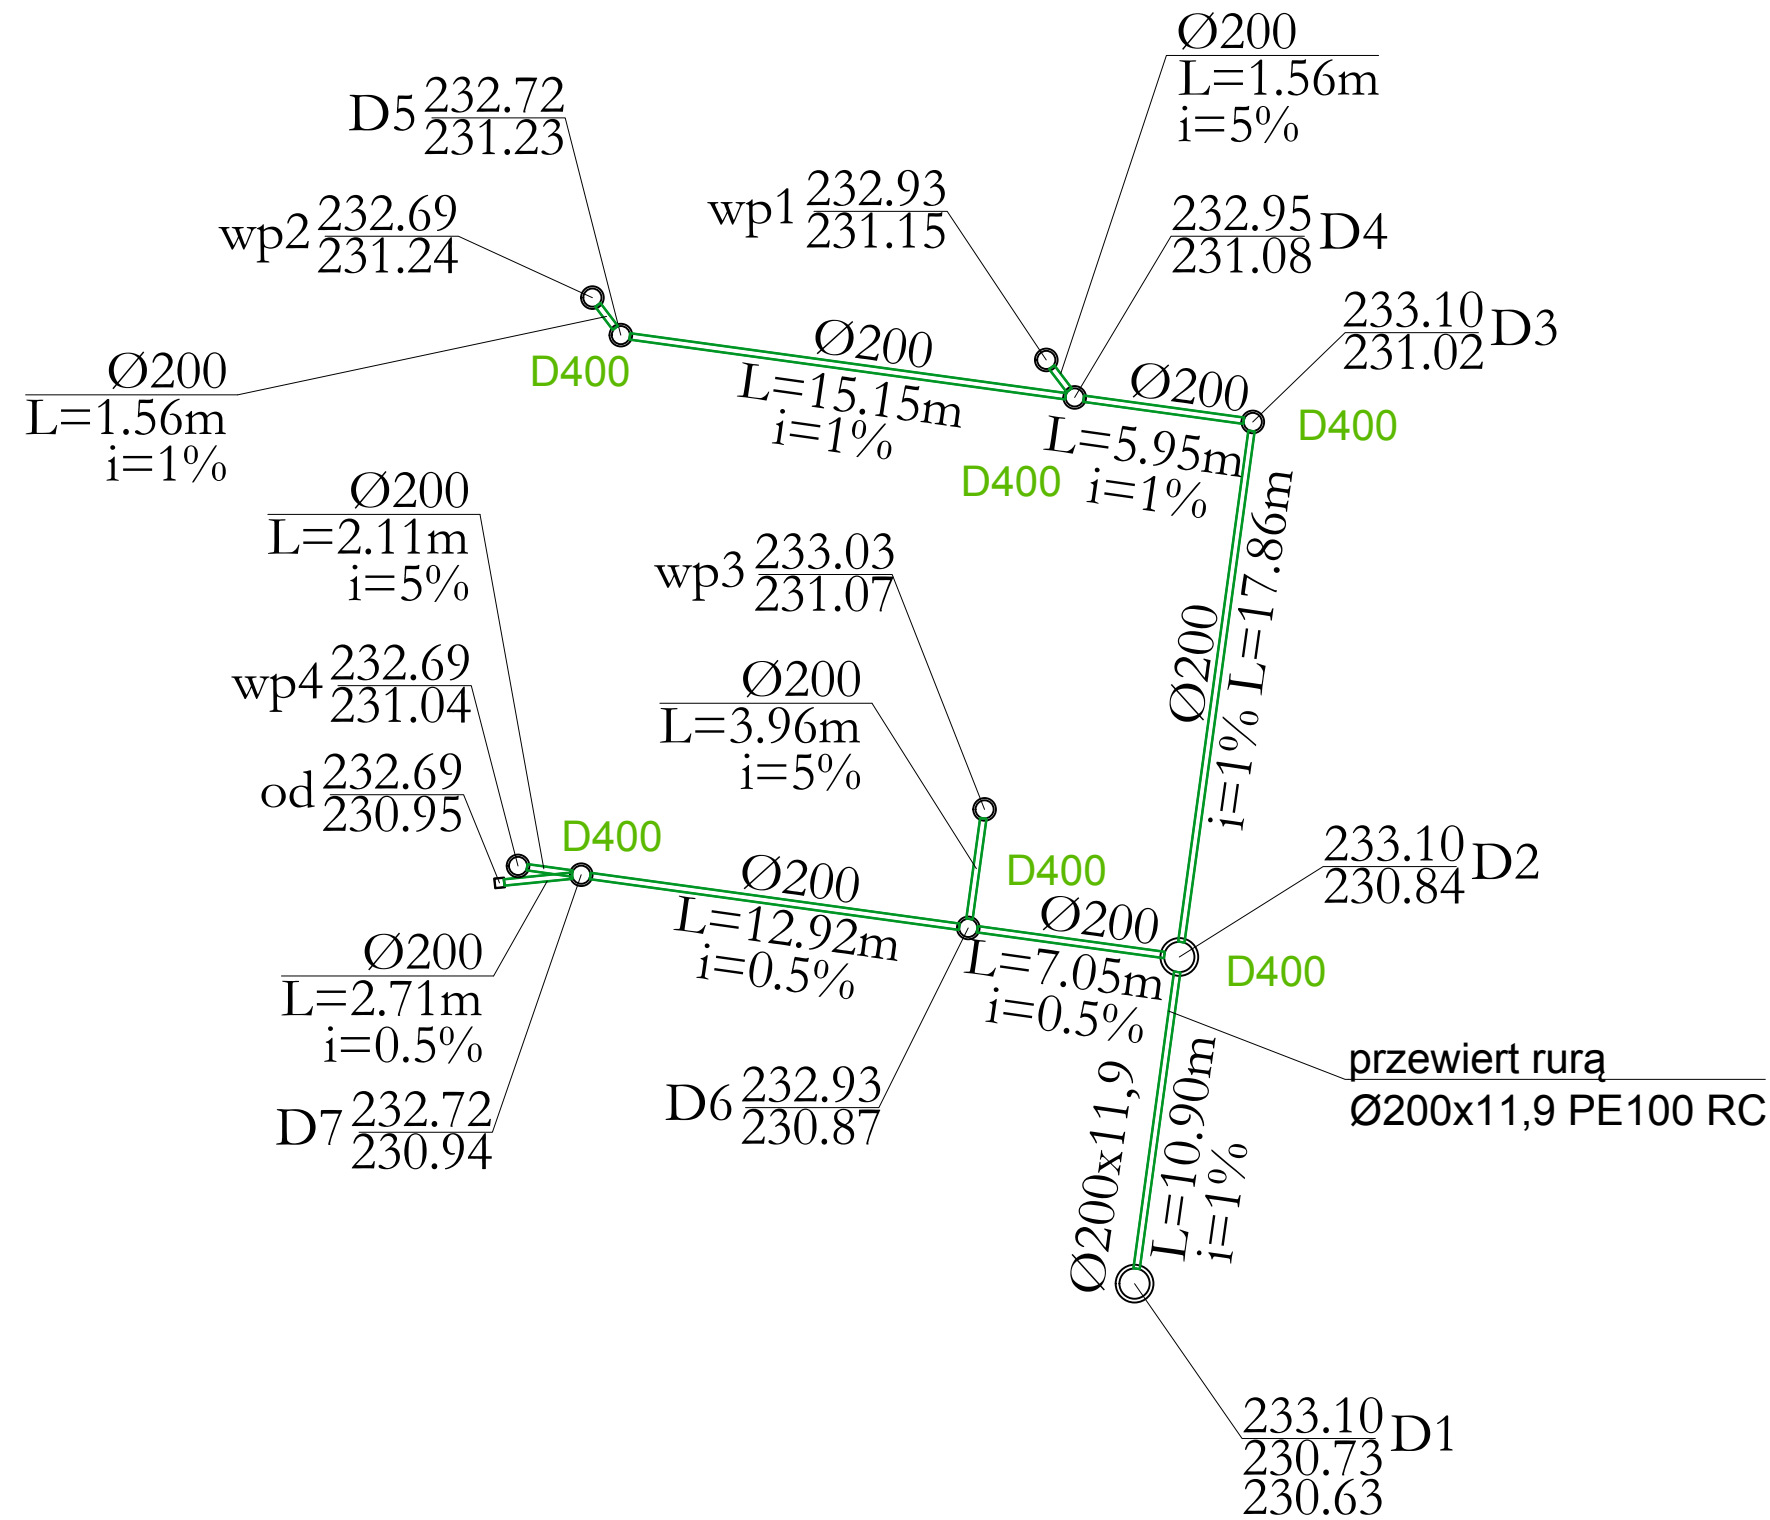 Ø200
L=1.56m
i=5%
D5 232.72
231.23
wp1 232.93
231.15
232.95 D4
231.08
wp2 232.69
231.24
233.10 D3
231.02
Ø200
L=1.56m
i=1%
D400
Ø200
L=15.15m
i=1%
Ø200
L=5.95m
i=1%
D400
D400
Ø200
L=2.11m
i=5%
wp3 233.03
231.07
Ø200
i=1% L=17.86m
wp4 232.69
231.04
Ø200
L=3.96m
i=5%
od 232.69
230.95
D400
D400
233.10 D2
230.84
Ø200
L=12.92m
i=0.5%
Ø200
L=7.05m
i=0.5%
D400
Ø200
L=2.71m
i=0.5%
D7 232.72
230.94
D6 232.93
230.87
przewiert rurą
Ø200x11,9 PE100 RC
Ø200x11,9
L=10.90m
i=1%
233.10 D1
230.73
230.63